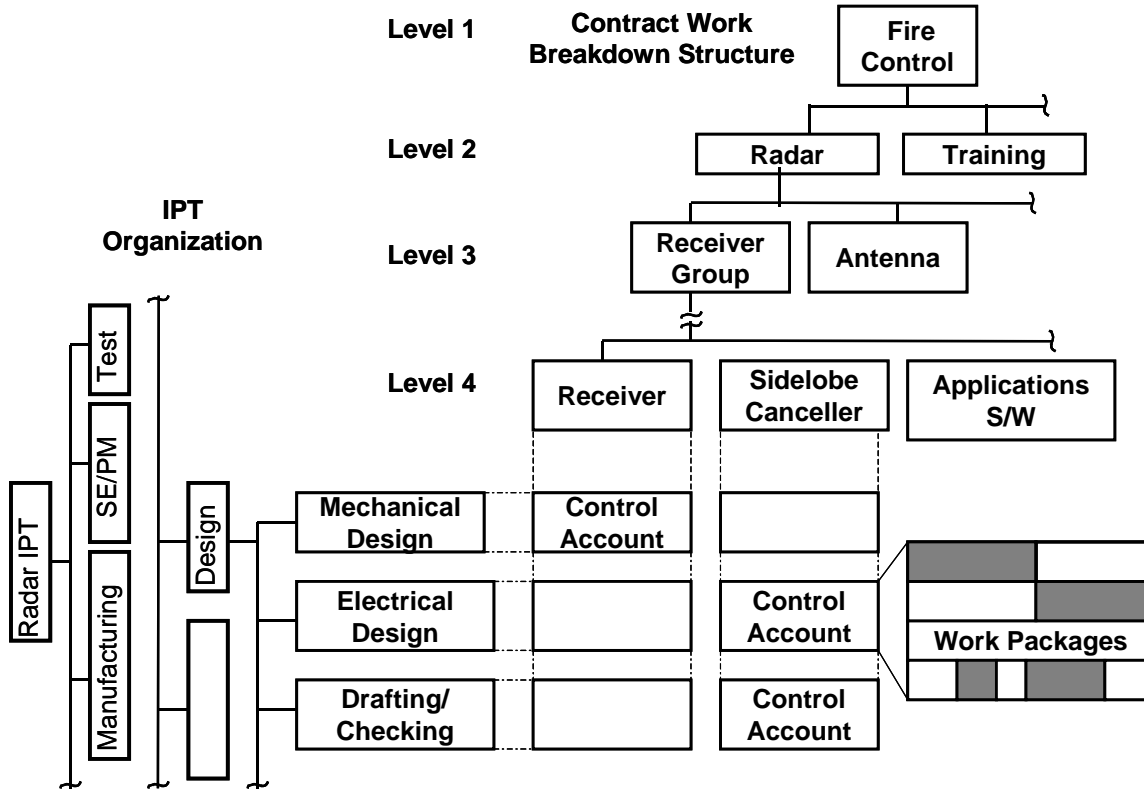 Level 1
Contract Work
Breakdown Structure
Fire
Control
Level 2
Radar
Training
IPT
Organization
Level 3
Receiver
Group
Antenna
Level 4
Receiver
Sidelobe
Canceller
Applications
S/W
Radar IPT
Test
SE/PM
Manufacturing
Design
Mechanical
Design
Control
Account
Electrical
Design
Control
Account
Work Packages
Drafting/
Checking
Control
Account